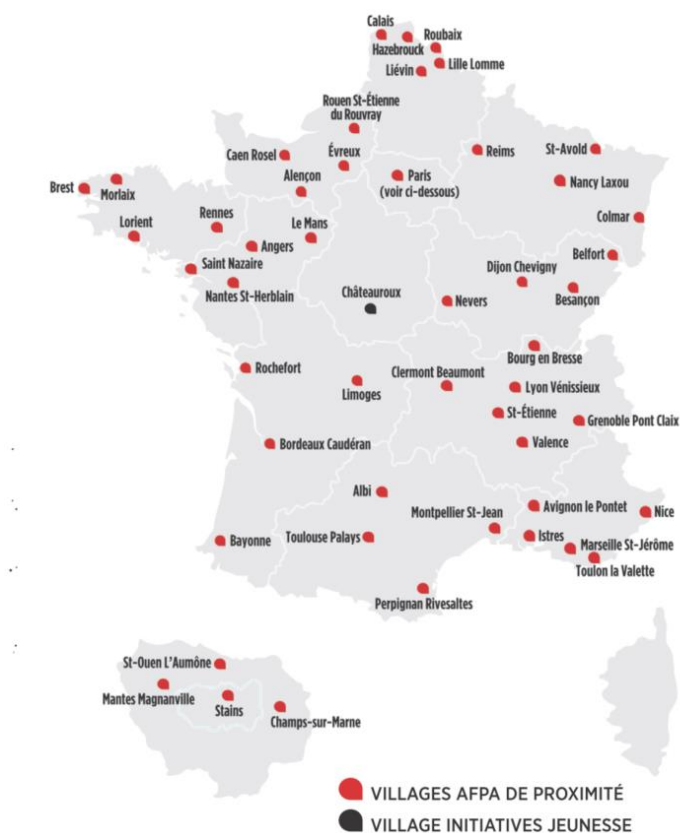 Calais
Roubaix
Hazebrouck
Lille Lomme
Liévin
Rouen St-Étienne
du Rouvray
Caen Rosel
Évreux
Reims
St-Avold
Alençon
Paris
(voir ci-dessous)
Nancy Laxou
Brest
Morlaix
Lorient
Rennes
Le Mans
Colmar
Angers
Belfort
Saint Nazaire
Dijon Chevigny
Nantes St-Herblain
Châteauroux
Nevers
Besançon
Bourg en Bresse
Rochefort
Clermont Beaumont
Limoges
Lyon Vénissieux
St-Étienne
Grenoble Pont Claix
Bordeaux Caudéran
Valence
Albi
Montpellier St-Jean
Avignon le Pontet
Nice
Bayonne
Toulouse Palays
Istres
Marseille St-Jérôme
Toulon la Valette
Perpignan Rivesaltes
St-Ouen L'Aumône
Mantes Magnanville
Stains
Champs-sur-Marne
VILLAGES AFPA DE PROXIMITÉ
VILLAGE INITIATIVES JEUNESSE